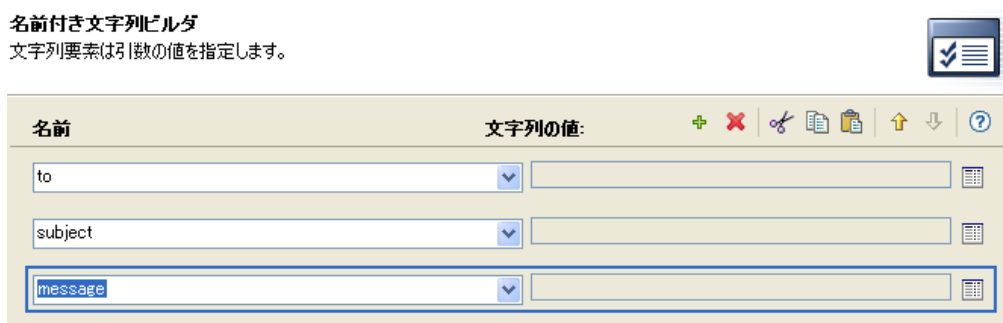 名前付き文字列ビルダ
文字列要素は引数の値を指定します。
名前 文字列の値:
to
subject
message